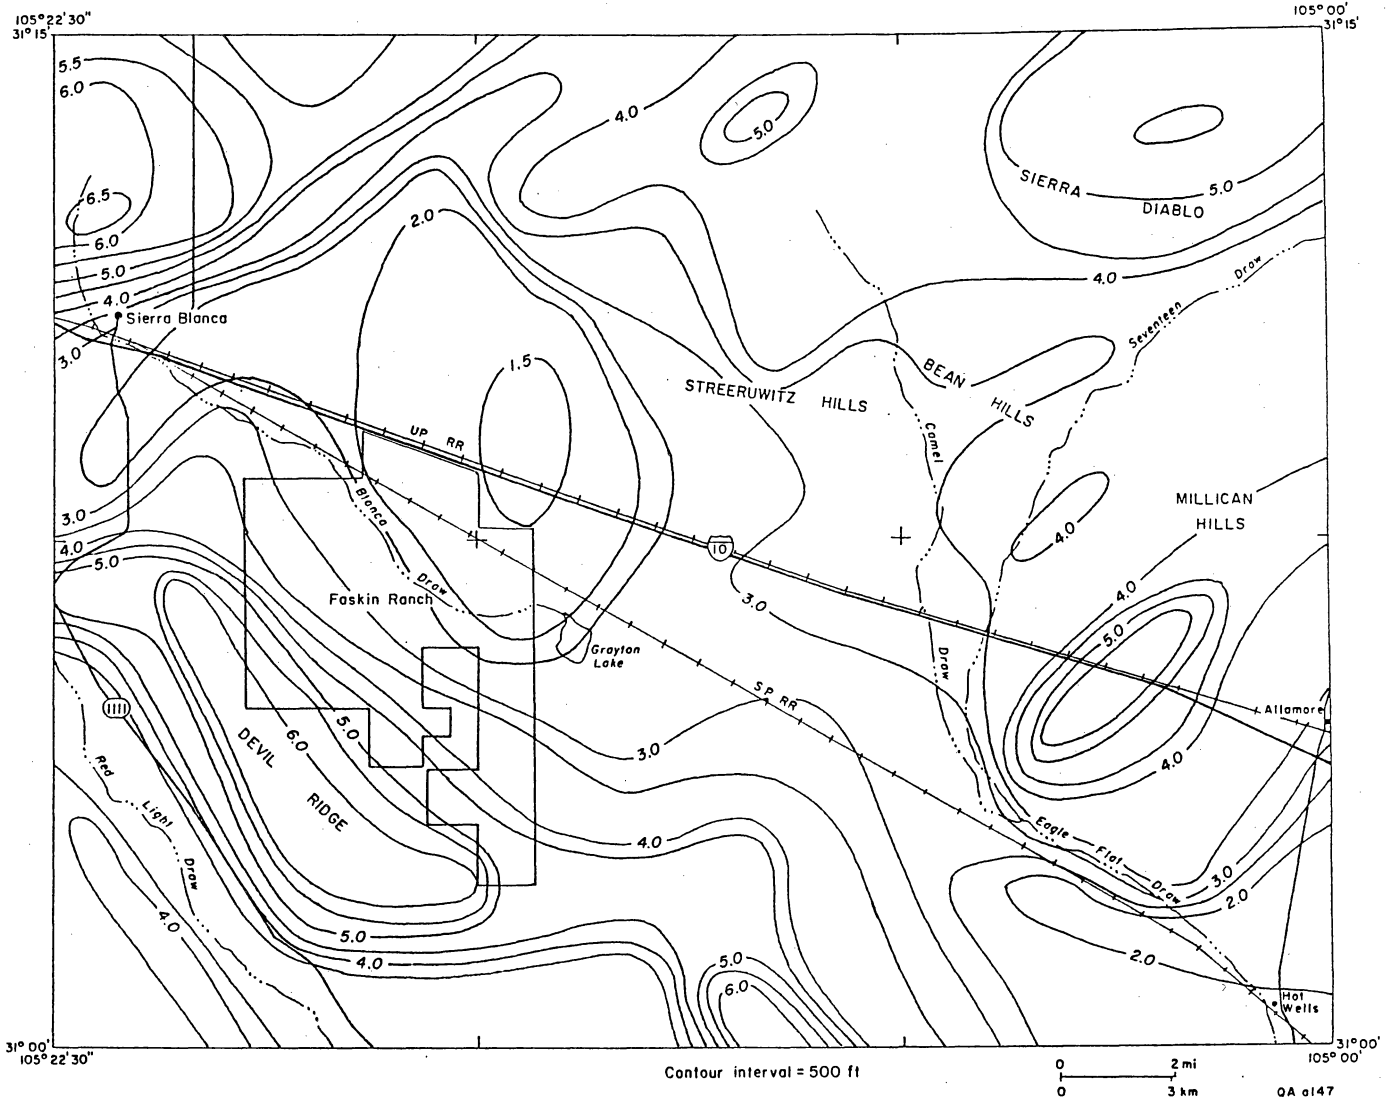 105° 22' 30"
105° 00'
31° 15'
31° 15'
5.5
6.0
4.0
5.0
SIERRA
5.0
DIABLO
6.5
2.0
6.0
5.0
4.0
4.0
Draw
Seventeen
Sierra Blanca
3.0
1.5
BEAN
HILLS
STREERUWITZ HILLS
UP RR
Camel
Blanca
3.0
MILLICAN
HILLS
4.0
4.0
5.0
10
Draw
Faskin Ranch
3.0
4.0
5.0
Grayton
Lake
Draw
SP RR
1111
Allamore
5.0
6.0
DEVIL
3.0
4.0
Red
RIDGE
Light
Eagle
4.0
Flat
Draw
Draw
3.0
2.0
4.0
5.0
2.0
4.0
5.0
6.0
Hot
Wells
31° 00'
31° 00'
105° 22' 30"
105° 00'
Contour interval = 500 ft
0 2 mi
0 3 km
QA a147